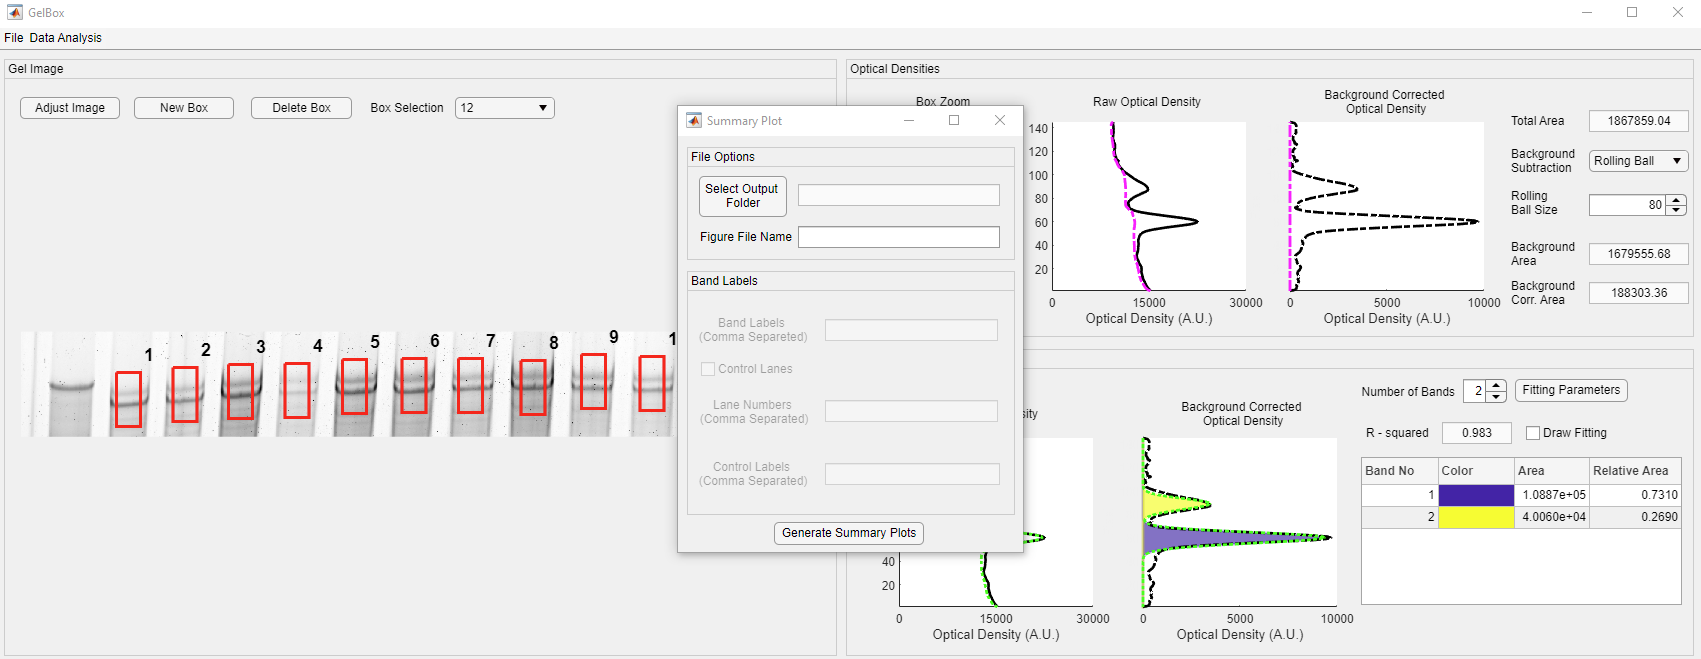 GelBox
File Data Analysis
Gel Image
Adjust Image
New Box
Delete Box
Box Selection
12
1
2
3
4
5
6
7
8
9
1
Summary Plot
File Options
Select Output
Folder
Figure File Name
Band Labels
Band Labels
(Comma Separated)
Control Lanes
Lane Numbers
(Comma Separated)
Control Labels
(Comma Separated)
Generate Summary Plots
Optical Densities
Box Zoom
Raw Optical Density
140
120
100
80
60
40
20
0
15000
30000
Optical Density (A.U.)
Background Corrected
Optical Density
0
5000
10000
Optical Density (A.U.)
Total Area
1867859.04
Background
Subtraction
Rolling Ball
Rolling
Ball Size
80
Background
Area
1679555.68
Background
Corr. Area
188303.36
sity
40
20
0
15000
30000
Optical Density (A.U.)
Background Corrected
Optical Density
0
5000
10000
Optical Density (A.U.)
Number of Bands
2
Fitting Parameters
R - squared
0.983
Draw Fitting
Band No Color Area Relative Area
1 1.0887e+05 0.7310
2 4.0060e+04 0.2690